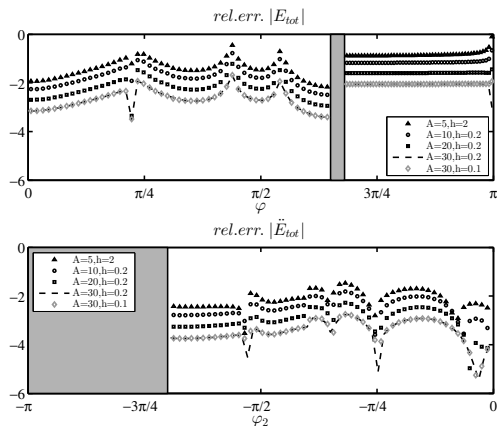 rel.err. |E_tot|
0
−2
−4
−6
A=5,h=2
A=10,h=0.2
A=20,h=0.2
A=30,h=0.2
A=30,h=0.1
0 π/4 π/2 3π/4 π
φ
rel.err. |Ë_tot|
0
−2
−4
−6
A=5,h=2
A=10,h=0.2
A=20,h=0.2
A=30,h=0.2
A=30,h=0.1
−π −3π/4 −π/2 −π/4 0
φ₂